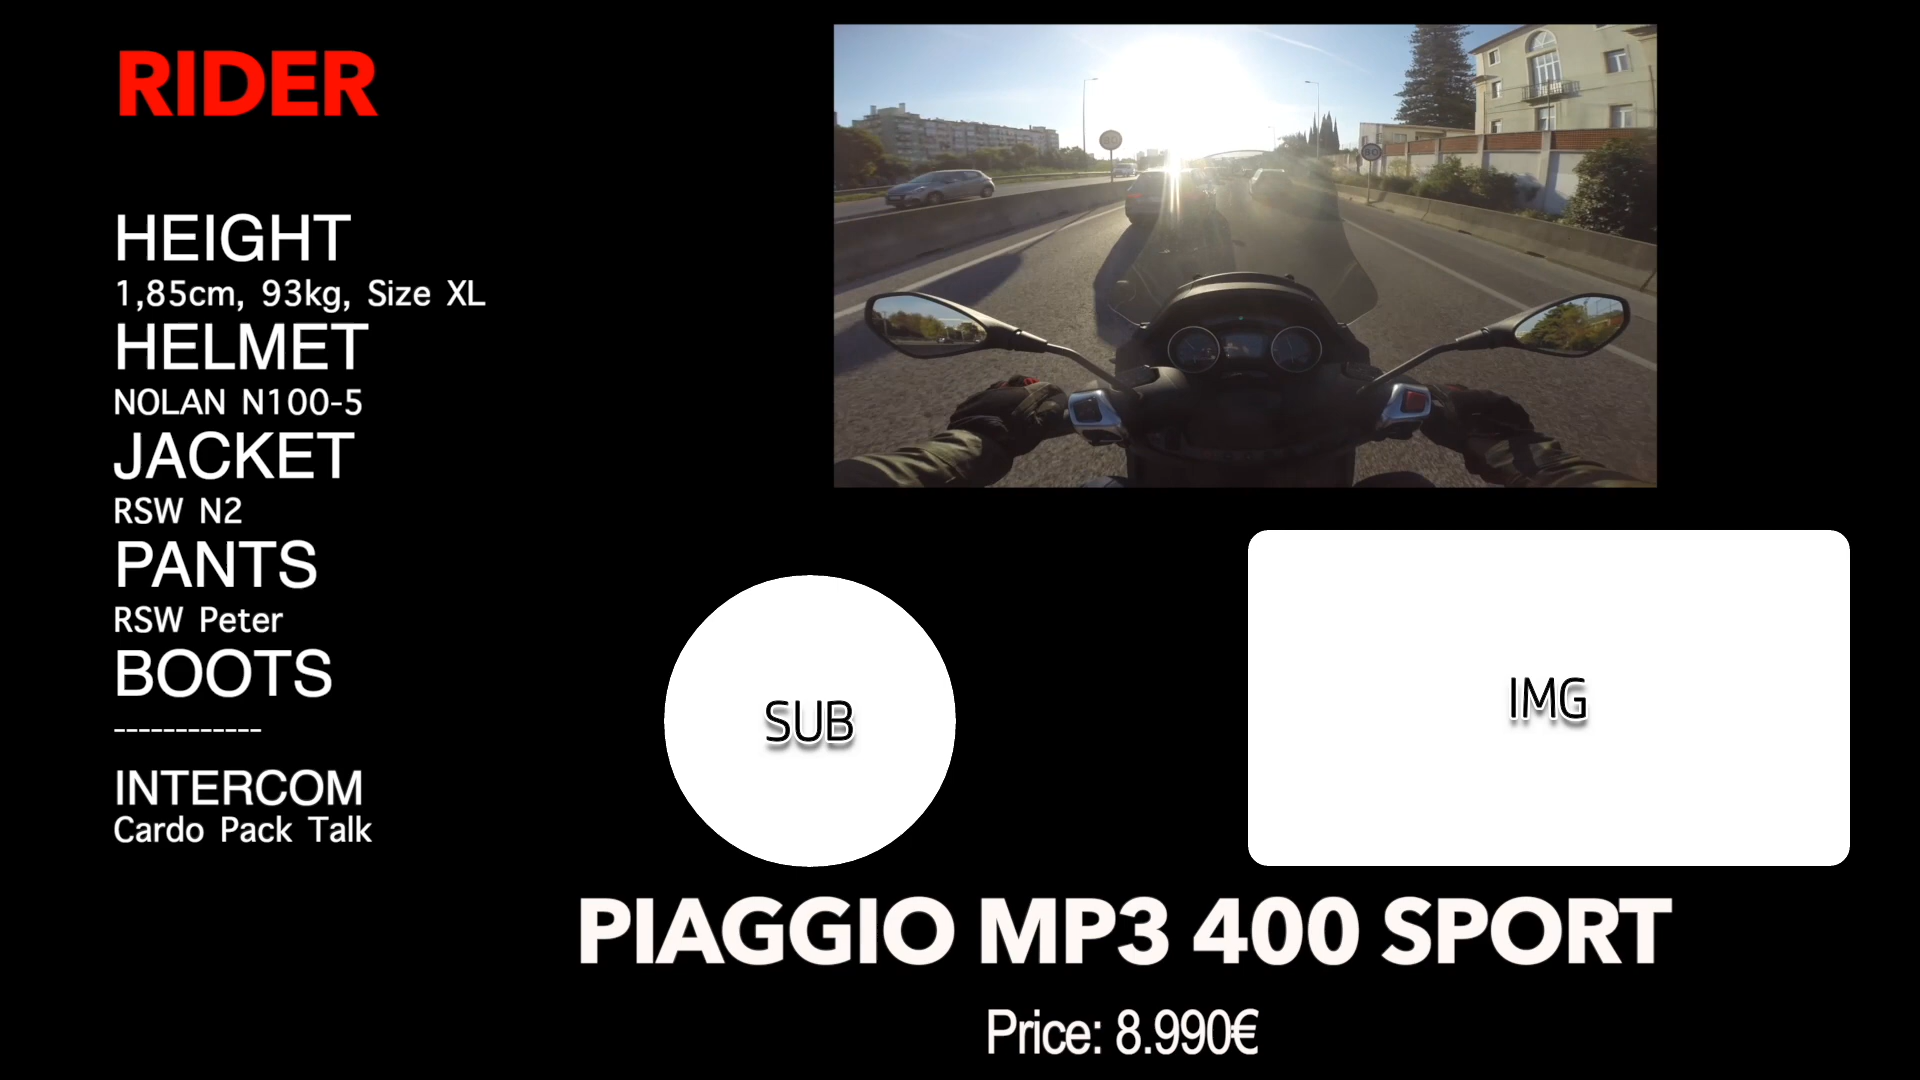 RIDER
HEIGHT
1,85cm, 93kg, Size XL
HELMET
NOLAN N100-5
JACKET
RSW N2
PANTS
RSW Peter
BOOTS
------------
INTERCOM
Cardo Pack Talk
SUB
IMG
PIAGGIO MP3 400 SPORT
Price: 8.990€